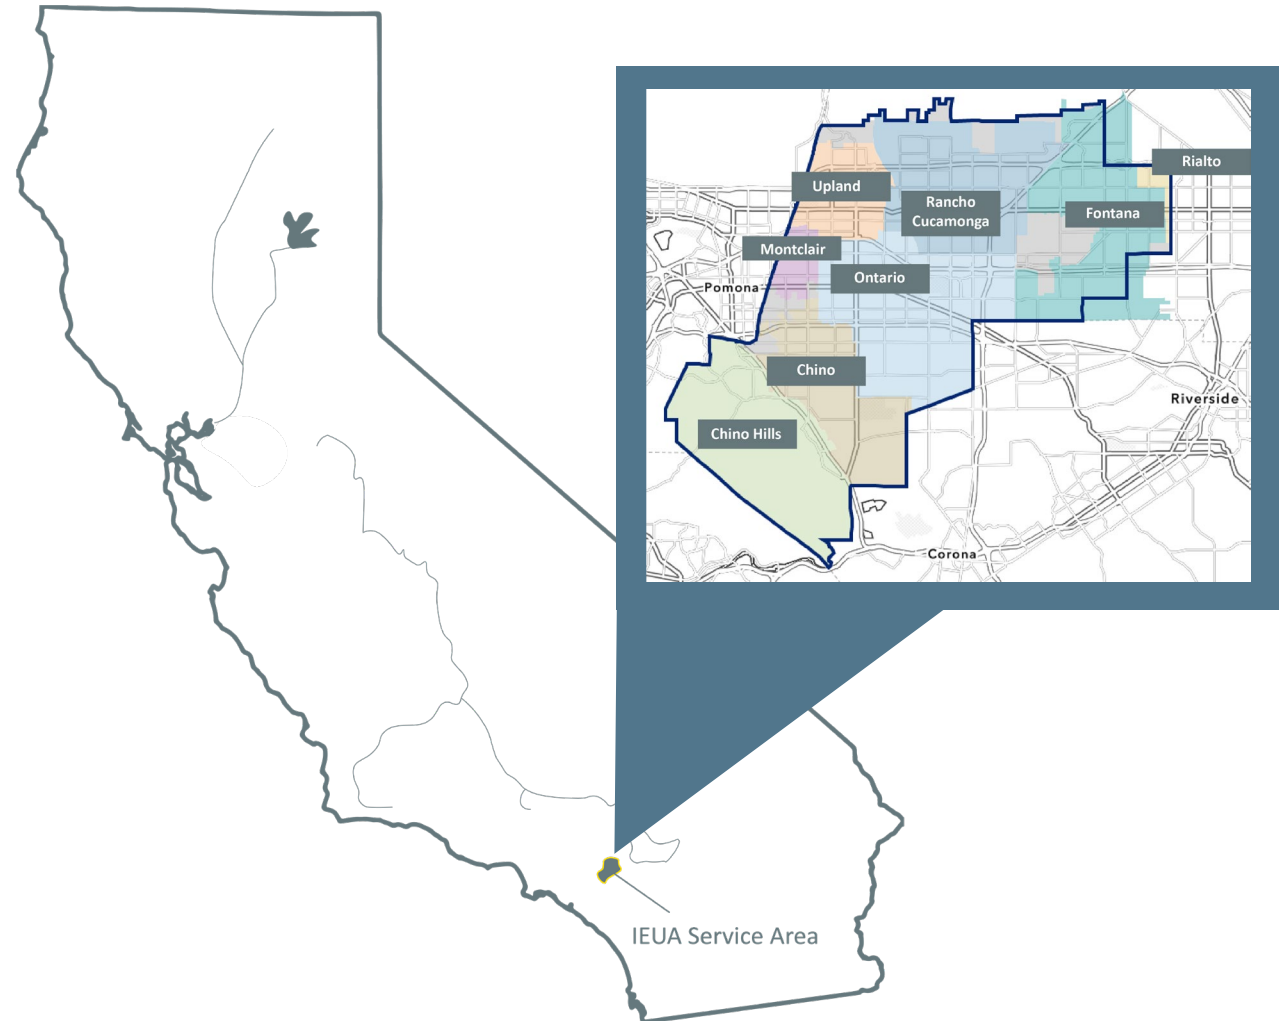 Rialto
Upland
Rancho
Cucamonga
Fontana
Montclair
Ontario
Pomona
Chino
Riverside
Chino Hills
Corona
IEUA Service Area